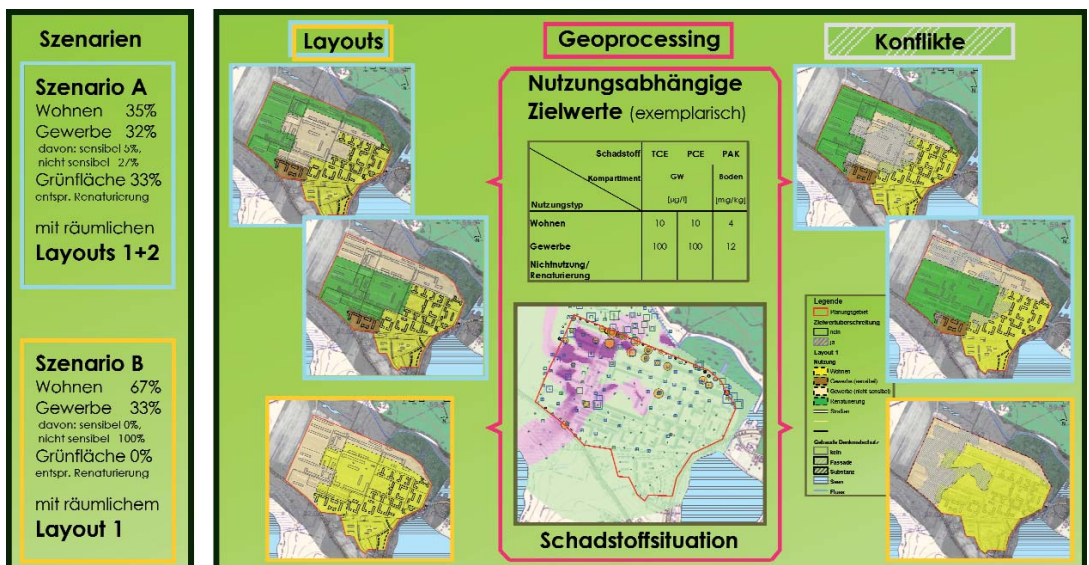 Szenarien
Szenario A
Wohnen 35%
Gewerbe 32%
davon: sensibel 5%,
nicht sensibel 27%
Grünfläche 33%
entspr. Renaturierung
mit räumlichen
Layouts 1+2
Szenario B
Wohnen 67%
Gewerbe 33%
davon: sensibel 0%,
nicht sensibel 100%
Grünfläche 0%
entspr. Renaturierung
mit räumlichem
Layout 1
Layouts
Geoprocessing
Nutzungsabhängige
Zielwerte (exemplarisch)
Schadstoff TCE PCE PAK
Kompartiment GW Boden
Nutzungstyp [µg/l] [mg/kg]
Wohnen 10 10 4
Gewerbe 100 100 12
Nichtnutzung/
Renaturierung
Schadstoffsituation
Konflikte
Legende
Planungsgebiet
Zielwertüberschreitung
nein
ja
Layout 1
Nutzung
Wohnen
Gewerbe (sensibel)
Gewerbe (nicht sensibel)
Renaturierung
Straßen
Gebäude Denkmalschutz
kein
Fassade
Substanz